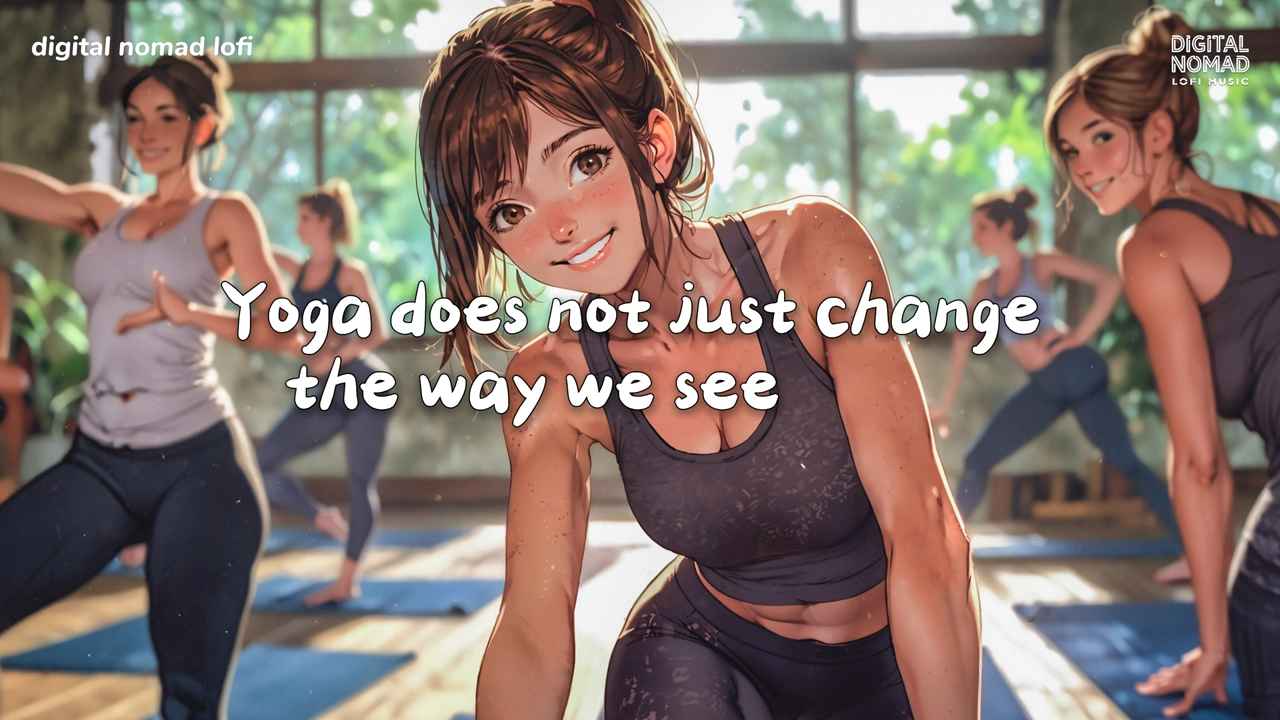 digital nomad lofi
DIGITAL
NOMAD
LOFI MUSIC
Yoga does not just change
the way we see